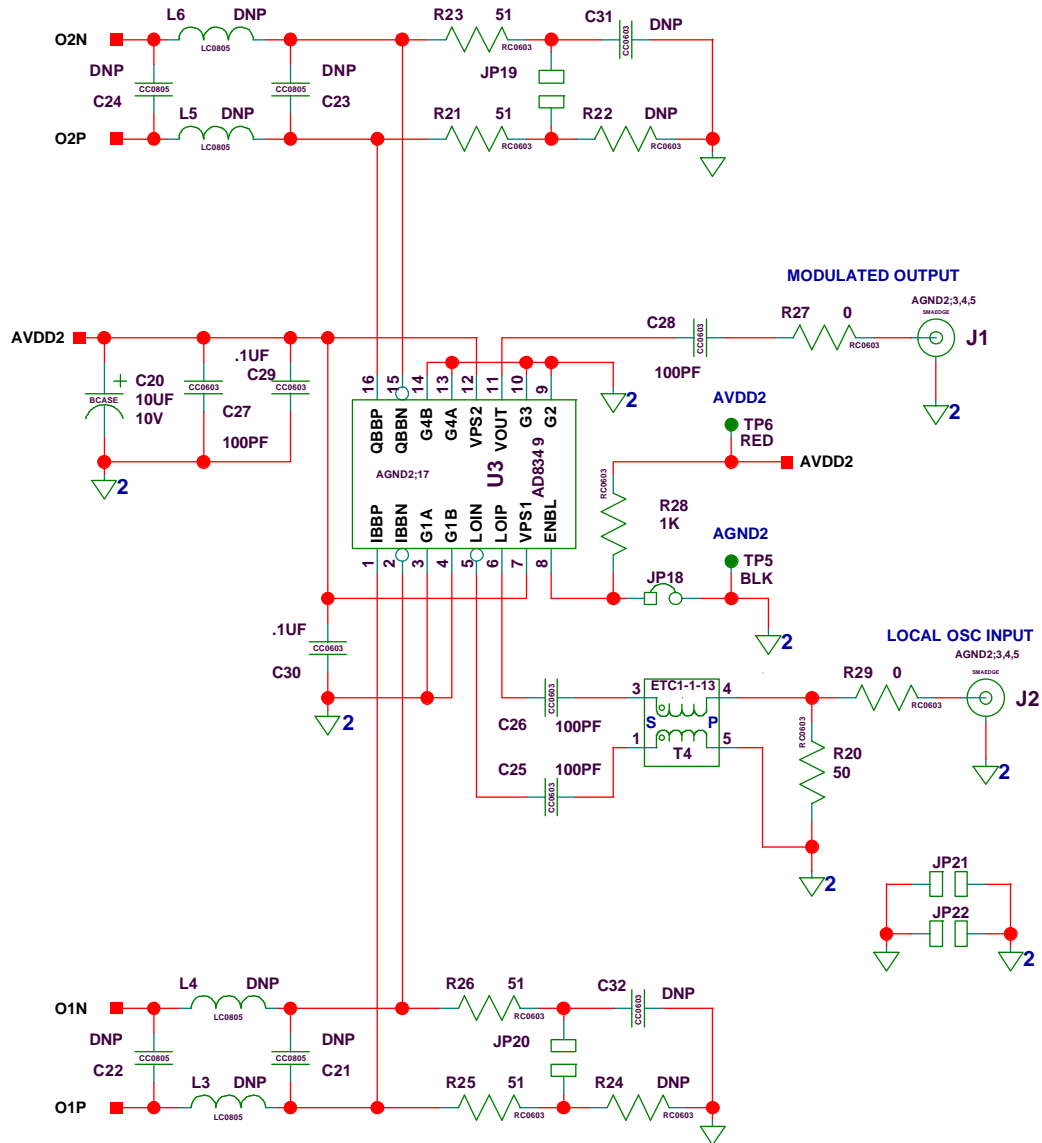 L6 DNP R23 51 C31
O2N LC0805 RC0603 CC0603 DNP
DNP DNP JP19
CC0805 CC0805
C24 C23
L5 DNP R21 51 R22 DNP
O2P LC0805 RC0603 RC0603
MODULATED OUTPUT
AGND2;3,4,5
SMAEDGE
R27 0
J1
C28 CC0603 RC0603
100PF
2
AVDD2
.1UF
C20 CC0603 C29 CC0603
BCASE 10UF
10V
C27
100PF
2
+
16 15 14 13 12 11 10 9
QBBP QBBN G4B G4A VPS2 VOUT G3 G2
2
AGND2;17 U3 AD8349
IBBP IBBN G1A G1B LOIN LOIP VPS1 ENBL
1 2 3 4 5 6 7 8
AVDD2
TP6
RED
AVDD2
RC0603
R28
1K
AGND2
TP5
BLK
JP18
2
.1UF
CC0603
C30
2
LOCAL OSC INPUT
AGND2;3,4,5
SMAEDGE
R29 0
RC0603
J2
2
C26 CC0603 100PF
3 ETC1-1-13 4
S P
1 T4 5
C25 CC0603 100PF
RC0603
R20
50
2
JP21
JP22
2
L4 DNP R26 51 C32
O1N LC0805 RC0603 CC0603 DNP
DNP DNP JP20
CC0805 CC0805
C22 C21
L3 DNP R25 51 R24 DNP
O1P LC0805 RC0603 RC0603